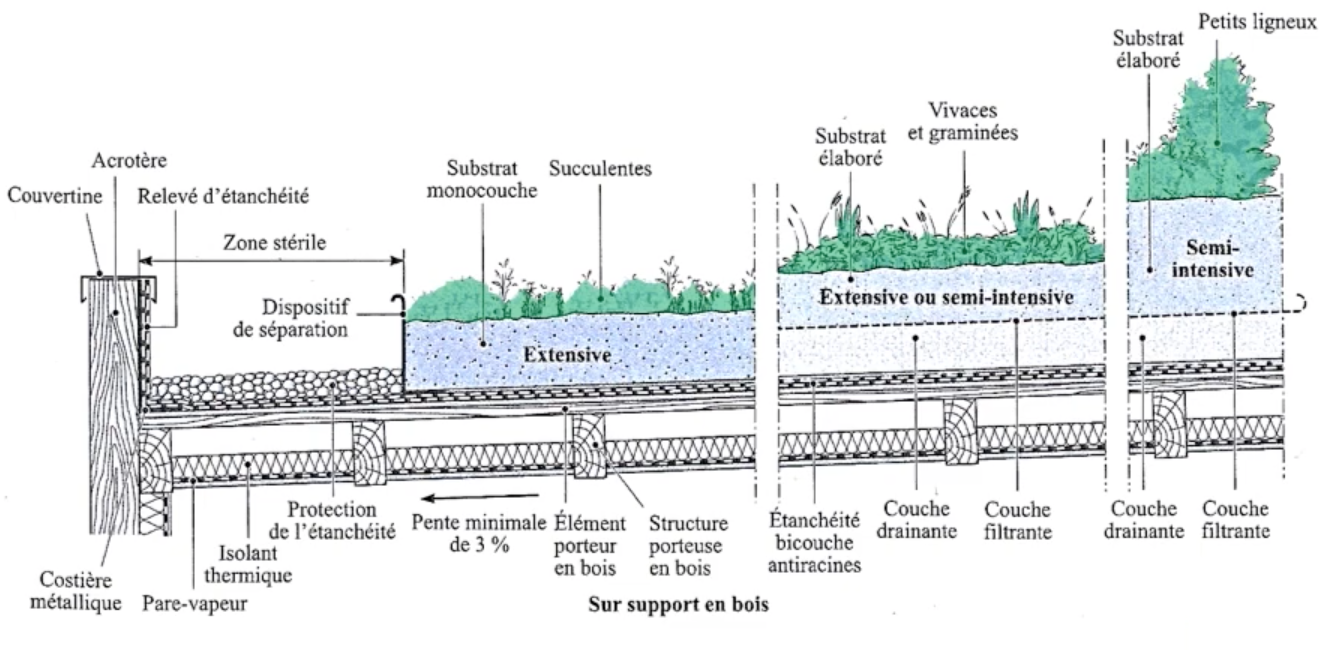 Petits ligneux
Substrat
élaboré
Vivaces
et graminées
Substrat
élaboré
Acrotère
Couvertine
Relevé d'étanchéité
Substrat
monocouche
Succulentes
Zone stérile
Semi-
intensive
Dispositif
de séparation
Extensive ou semi-intensive
Extensive
Protection
de l'étanchéité
Pente minimale
de 3 %
Élément
porteur
en bois
Structure
porteuse
en bois
Étanchéité
bicouche
antiracines
Couche
drainante
Couche
filtrante
Couche
drainante
Couche
filtrante
Isolant
thermique
Costière
métallique
Pare-vapeur
Sur support en bois